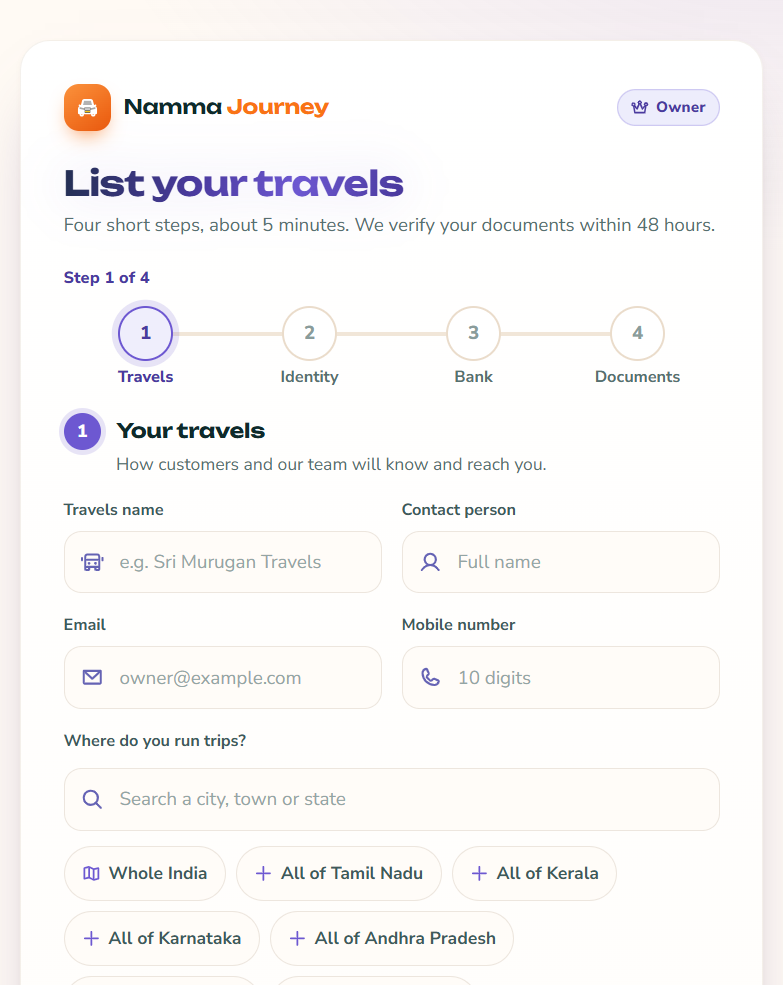 Namma Journey
Owner
List your travels
Four short steps, about 5 minutes. We verify your documents within 48 hours.
Step 1 of 4
1 2 3 4
Travels Identity Bank Documents
1 Your travels
How customers and our team will know and reach you.
Travels name Contact person
e.g. Sri Murugan Travels Full name
Email Mobile number
owner@example.com 10 digits
Where do you run trips?
Search a city, town or state
Whole India All of Tamil Nadu All of Kerala
All of Karnataka All of Andhra Pradesh